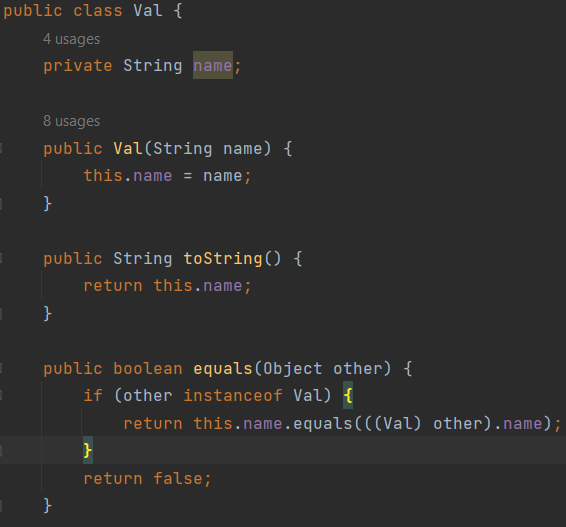 public class Val {
4 usages
private String name;
8 usages
public Val(String name) {
this.name = name;
}
public String toString() {
return this.name;
}
public boolean equals(Object other) {
if (other instanceof Val) {
return this.name.equals(((Val) other).name);
}
return false;
}